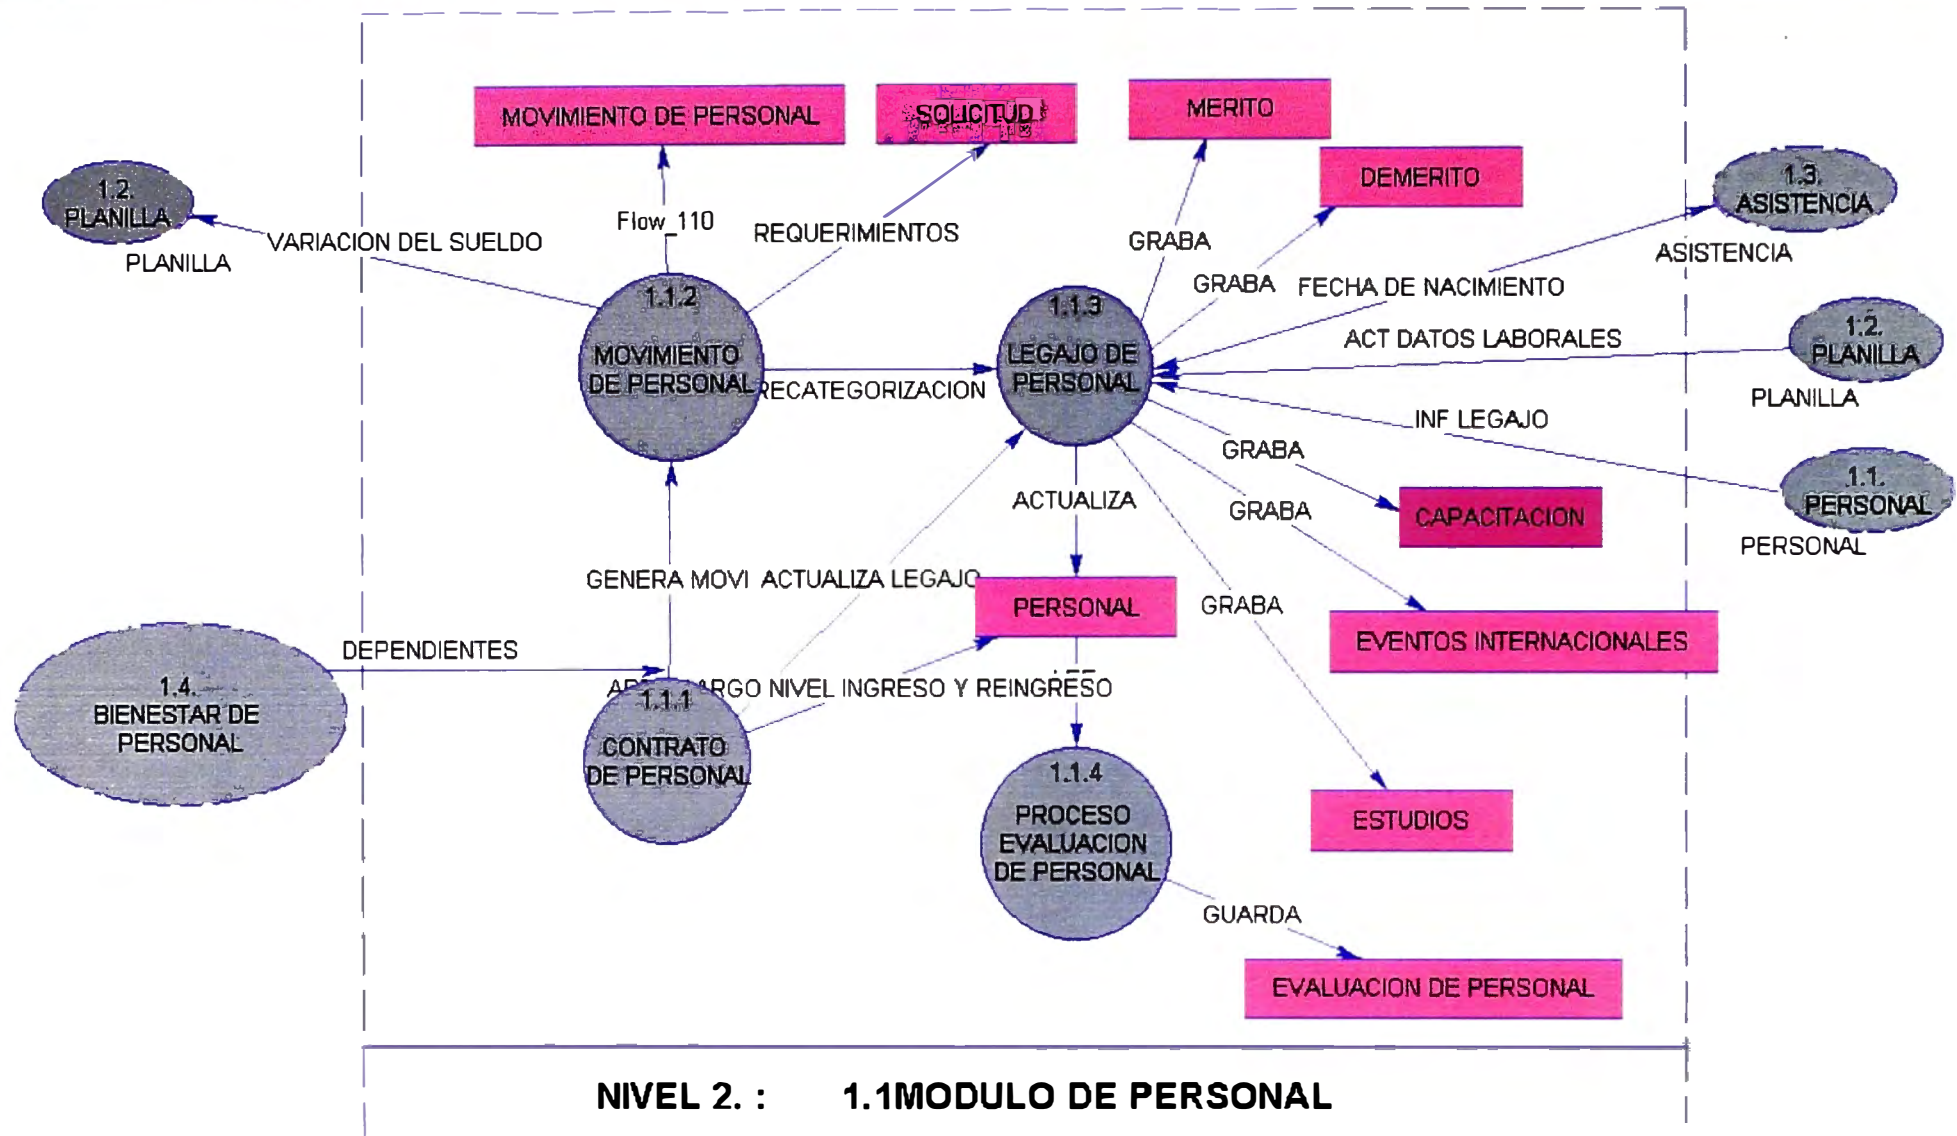 MOVIMIENTO DE PERSONAL
SOLICITUD
MERITO
DEMERITO
1.2.
PLANILLA
PLANILLA
VARIACION DEL SUELDO
Flow_110
REQUERIMIENTOS
GRABA
GRABA
FECHA DE NACIMIENTO
1.3.
ASISTENCIA
ASISTENCIA
1.1.2
MOVIMIENTO
DE PERSONAL
RECATEGORIZACION
1.1.3
LEGAJO DE
PERSONAL
ACT DATOS LABORALES
1.2.
PLANILLA
PLANILLA
INF LEGAJO
1.1.
PERSONAL
PERSONAL
GRABA
CAPACITACION
ACTUALIZA
GRABA
GENERA MOVI
ACTUALIZA LEGAJO
PERSONAL
GRABA
EVENTOS INTERNACIONALES
DEPENDIENTES
1.4.
BIENESTAR DE
PERSONAL
NIVEL INGRESO Y REINGRESO
1.1.1
CONTRATO
DE PERSONAL
1.1.4
PROCESO
EVALUACION
DE PERSONAL
ESTUDIOS
GUARDA
EVALUACION DE PERSONAL
NIVEL 2. : 1.1MODULO DE PERSONAL